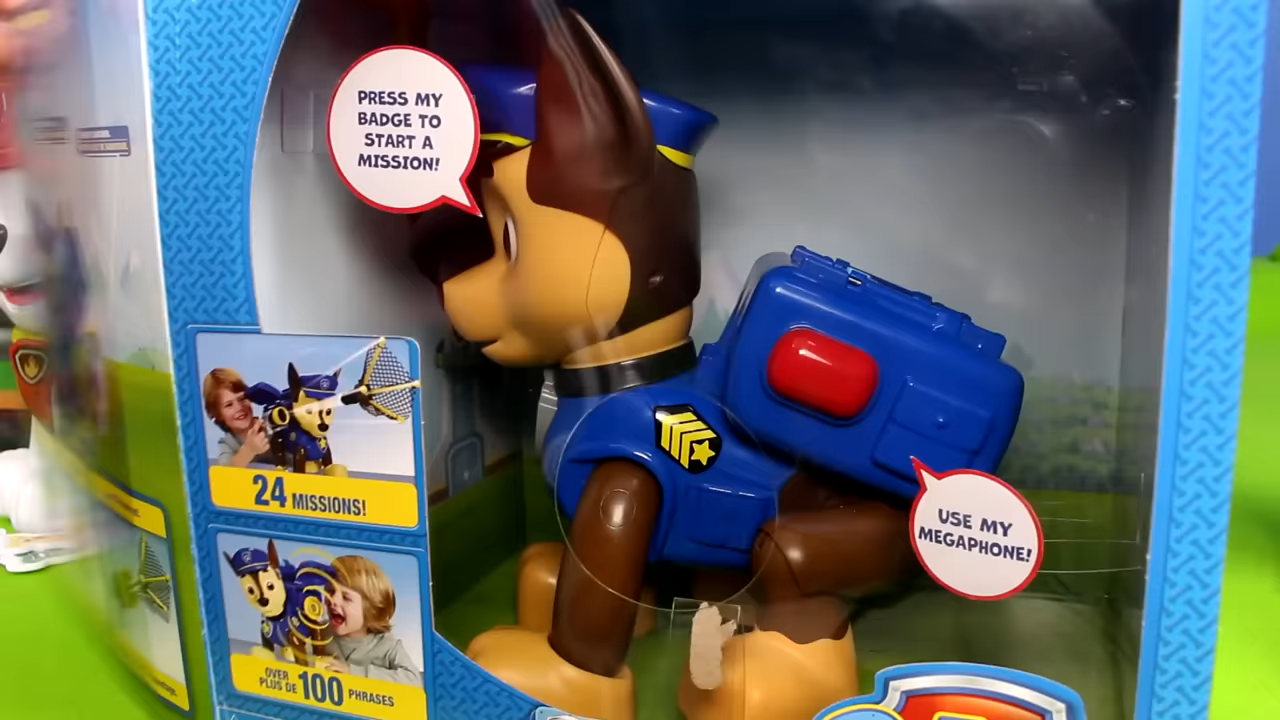 PRESS MY
BADGE TO
START A
MISSION!
24 MISSIONS!
USE MY
MEGAPHONE!
OVER
PLUS DE 100 PHRASES